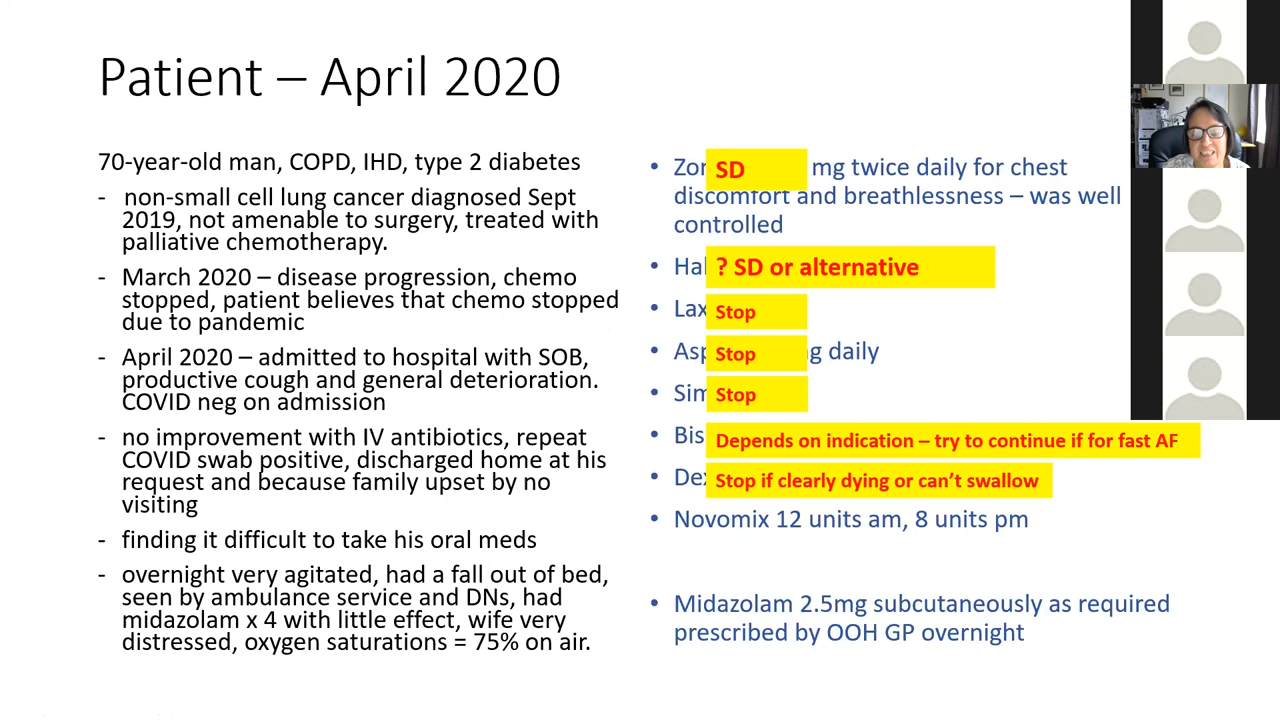 Patient – April 2020
70-year-old man, COPD, IHD, type 2 diabetes
- non-small cell lung cancer diagnosed Sept
2019, not amenable to surgery, treated with
palliative chemotherapy.
- March 2020 – disease progression, chemo
stopped, patient believes that chemo stopped
due to pandemic
- April 2020 – admitted to hospital with SOB,
productive cough and general deterioration.
COVID neg on admission
- no improvement with IV antibiotics, repeat
COVID swab positive, discharged home at his
request and because family upset by no
visiting
- finding it difficult to take his oral meds
- overnight very agitated, had a fall out of bed,
seen by ambulance service and DNs, had
midazolam x 4 with little effect, wife very
distressed, oxygen saturations = 75% on air.
• SD mg twice daily for chest
discomfort and breathlessness – was well
controlled
• ? SD or alternative
• Stop
• Stop daily
• Stop
• Depends on indication – try to continue if for fast AF
• Stop if clearly dying or can't swallow
• Novomix 12 units am, 8 units pm
• Midazolam 2.5mg subcutaneously as required
prescribed by OOH GP overnight